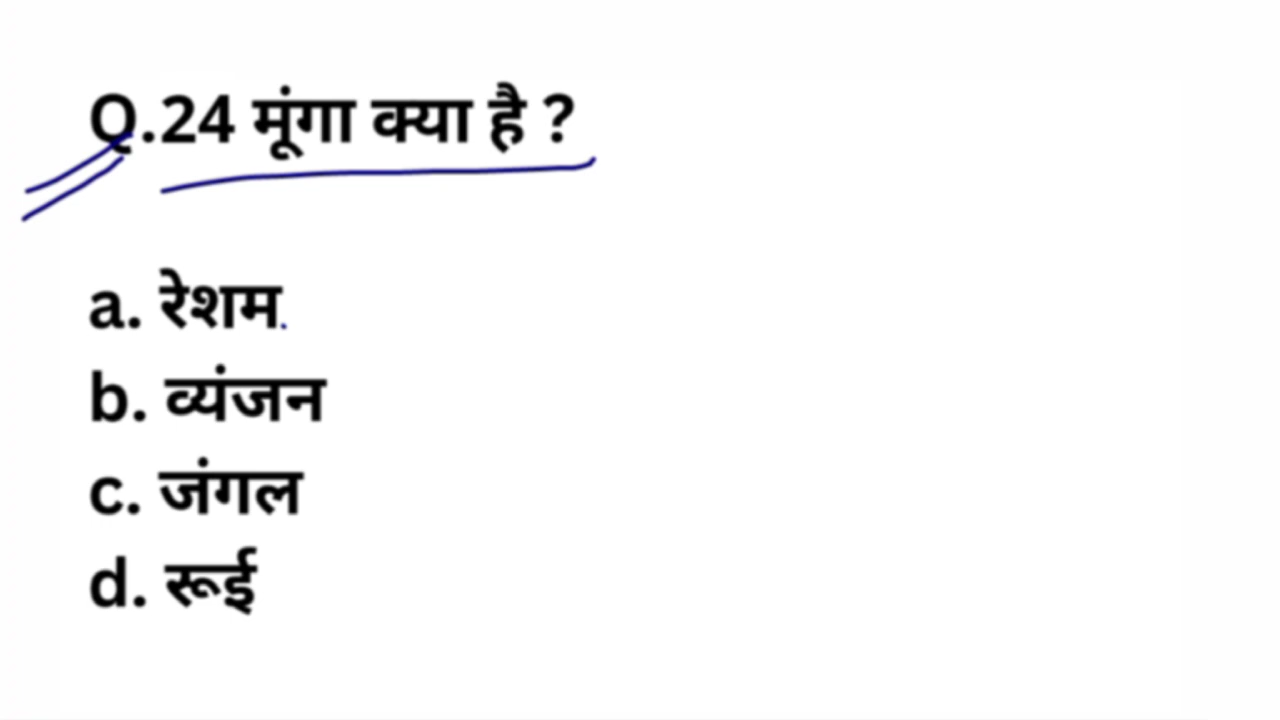 Q.24 मूंगा क्या है ?
a. रेशम
b. व्यंजन
c. जंगल
d. रूई